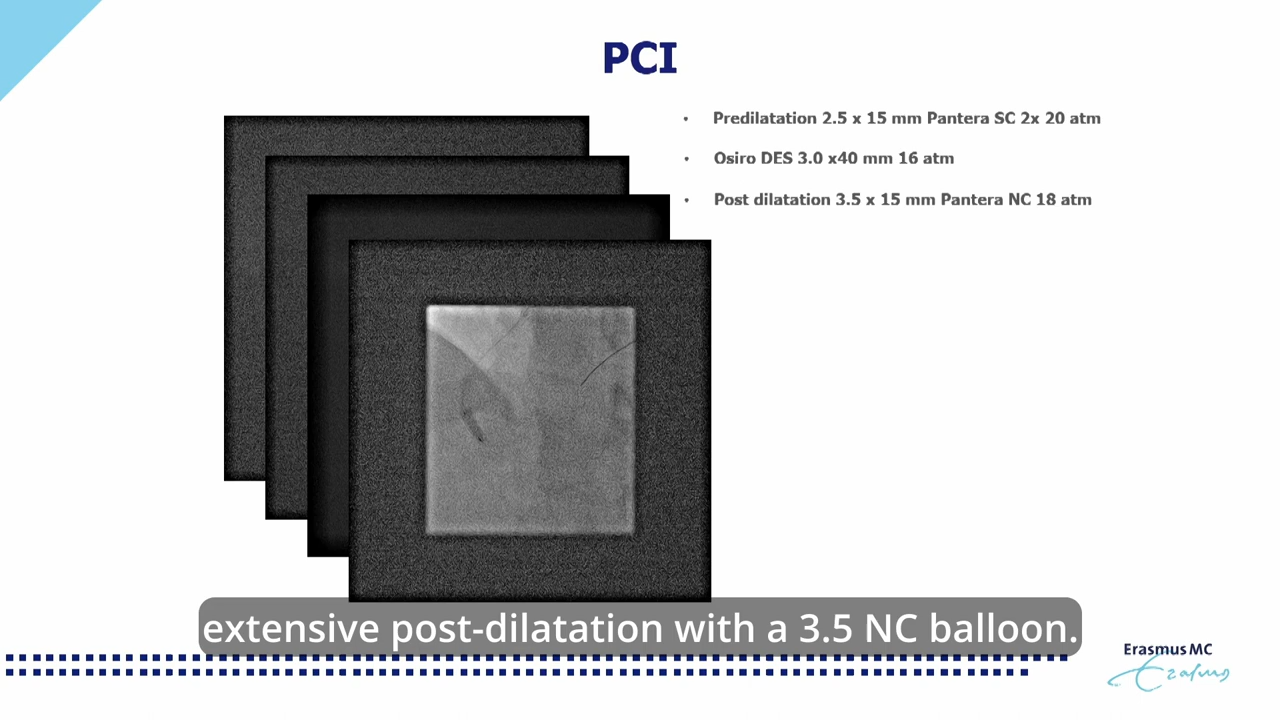 PCI
• Predilatation 2.5 x 15 mm Pantera SC 2x 20 atm
• Osiro DES 3.0 x40 mm 16 atm
• Post dilatation 3.5 x 15 mm Pantera NC 18 atm
extensive post-dilatation with a 3.5 NC balloon.
Erasmus MC
Erasmus